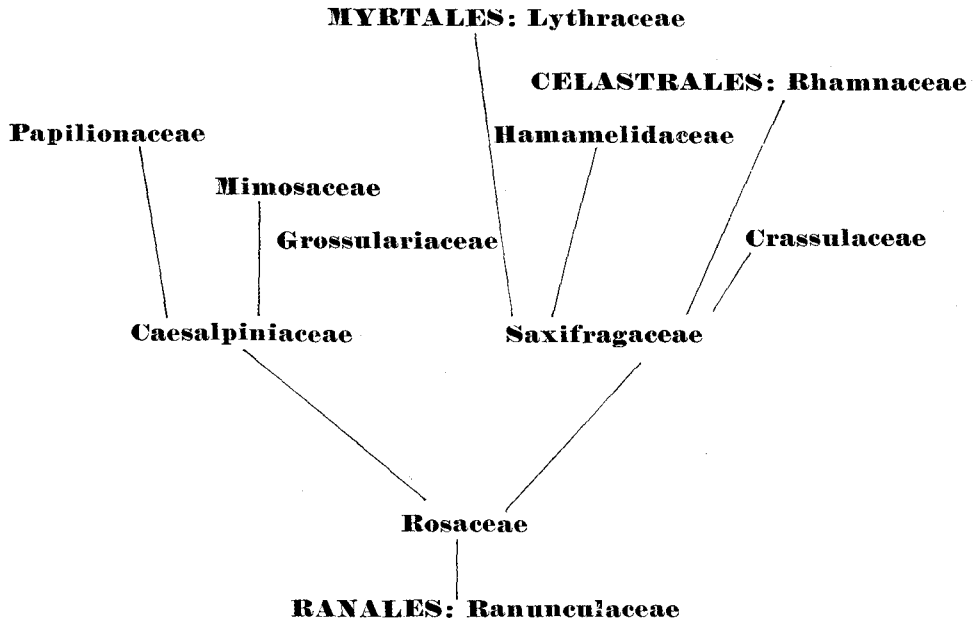 MYRTALES: Lythraceae
CELASTRALES: Rhamnaceae
Papilionaceae
Hamamelidaceae
Mimosaceae
Grossulariaceae
Crassulaceae
Caesalpiniaceae
Saxifragaceae
Rosaceae
RANALES: Ranunculaceae